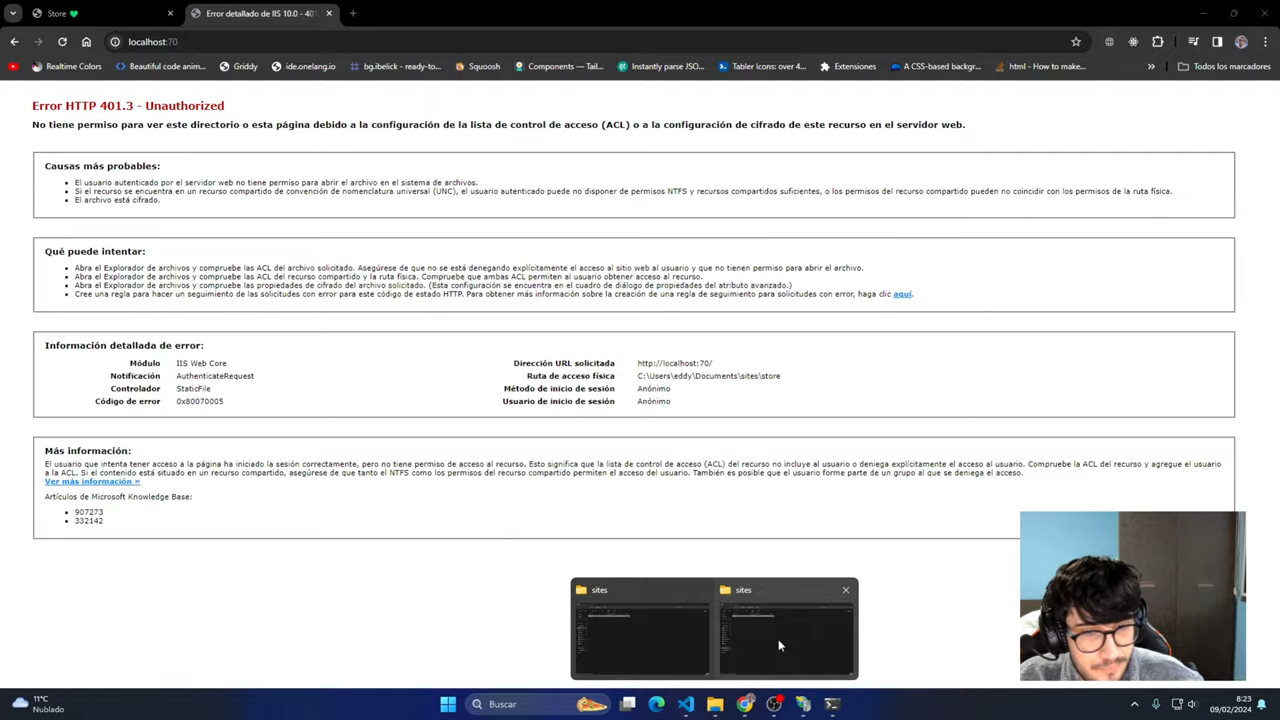 Store 💚
Error detallado de IIS 10.0 - 401
localhost:70
Realtime Colors
Beautiful code anim...
Griddy
ide.onelang.io
bg.ibelick - ready-to...
Squoosh
Components — Tail...
Instantly parse JSO...
Tabler Icons: over 4...
Extensiones
A CSS-based backgr...
html - How to make...
»
Todos los marcadores
Error HTTP 401.3 - Unauthorized
No tiene permiso para ver este directorio o esta página debido a la configuración de la lista de control de acceso (ACL) o a la configuración de cifrado de este recurso en el servidor web.
Causas más probables:
El usuario autenticado por el servidor web no tiene permiso para abrir el archivo en el sistema de archivos.
Si el recurso se encuentra en un recurso compartido de convención de nomenclatura universal (UNC), el usuario autenticado puede no disponer de permisos NTFS y recursos compartidos suficientes, o los permisos del recurso compartido pueden no coincidir con los permisos de la ruta física.
El archivo está cifrado.
Qué puede intentar:
Abra el Explorador de archivos y compruebe las ACL del archivo solicitado. Asegúrese de que no se está denegando explícitamente el acceso al sitio web al usuario y que no tienen permiso para abrir el archivo.
Abra el Explorador de archivos y compruebe las ACL del recurso compartido y la ruta física. Compruebe que ambas ACL permiten al usuario obtener acceso al recurso.
Abra el Explorador de archivos y compruebe las propiedades de cifrado del archivo solicitado. (Esta configuración se encuentra en el cuadro de diálogo de propiedades del atributo avanzado.)
Cree una regla para hacer un seguimiento de las solicitudes con error para este código de estado HTTP. Para obtener más información sobre la creación de una regla de seguimiento para solicitudes con error, haga clic aquí.
Información detallada de error:
Módulo IIS Web Core
Notificación AuthenticateRequest
Controlador StaticFile
Código de error 0x80070005
Dirección URL solicitada http://localhost:70/
Ruta de acceso física C:\Users\eddy\Documents\sites\store
Método de inicio de sesión Anónimo
Usuario de inicio de sesión Anónimo
Más información:
El usuario que intenta tener acceso a la página ha iniciado la sesión correctamente, pero no tiene permiso de acceso al recurso. Esto significa que la lista de control de acceso (ACL) del recurso no incluye al usuario o deniega explícitamente el acceso al usuario. Compruebe la ACL del recurso y agregue el usuario
a la ACL. Si el contenido está situado en un recurso compartido, asegúrese de que tanto el NTFS como los permisos del recurso compartido permiten el acceso del usuario. También es posible que el usuario forme parte de un grupo al que se deniega el acceso.
Ver más información »
Artículos de Microsoft Knowledge Base:
907273
332142
sites
sites
11°C
Nublado
Buscar
8:23
09/02/2024